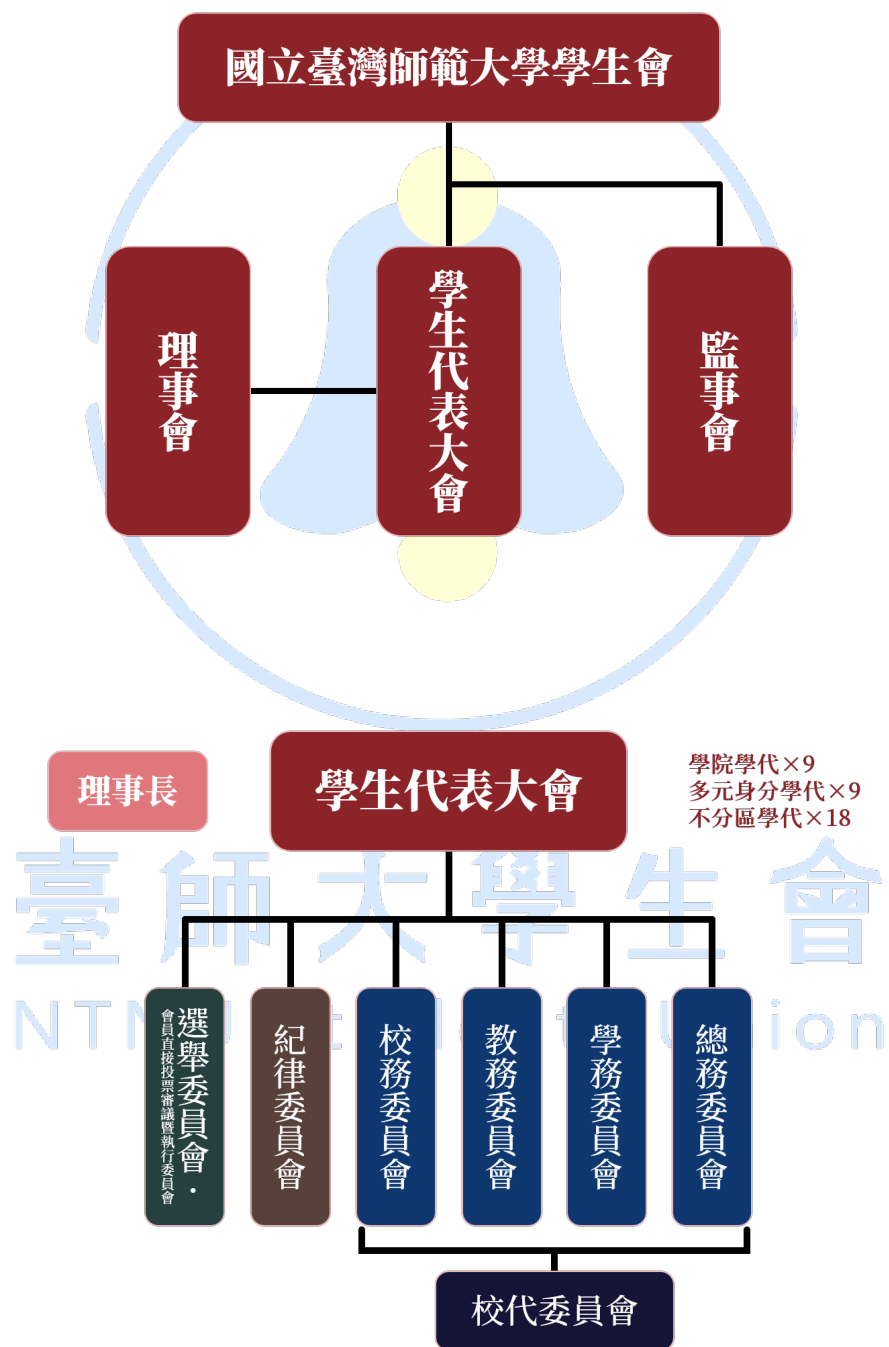 國立臺灣師範大學學生會
理事會
學生代表大會
監事會
理事長
學生代表大會
學院學代×9
多元身分學代×9
不分區學代×18
臺師大學生會
NTNU Student Union
選舉委員會・
會員直接投票審議暨執行委員會
紀律委員會
校務委員會
教務委員會
學務委員會
總務委員會
校代委員會